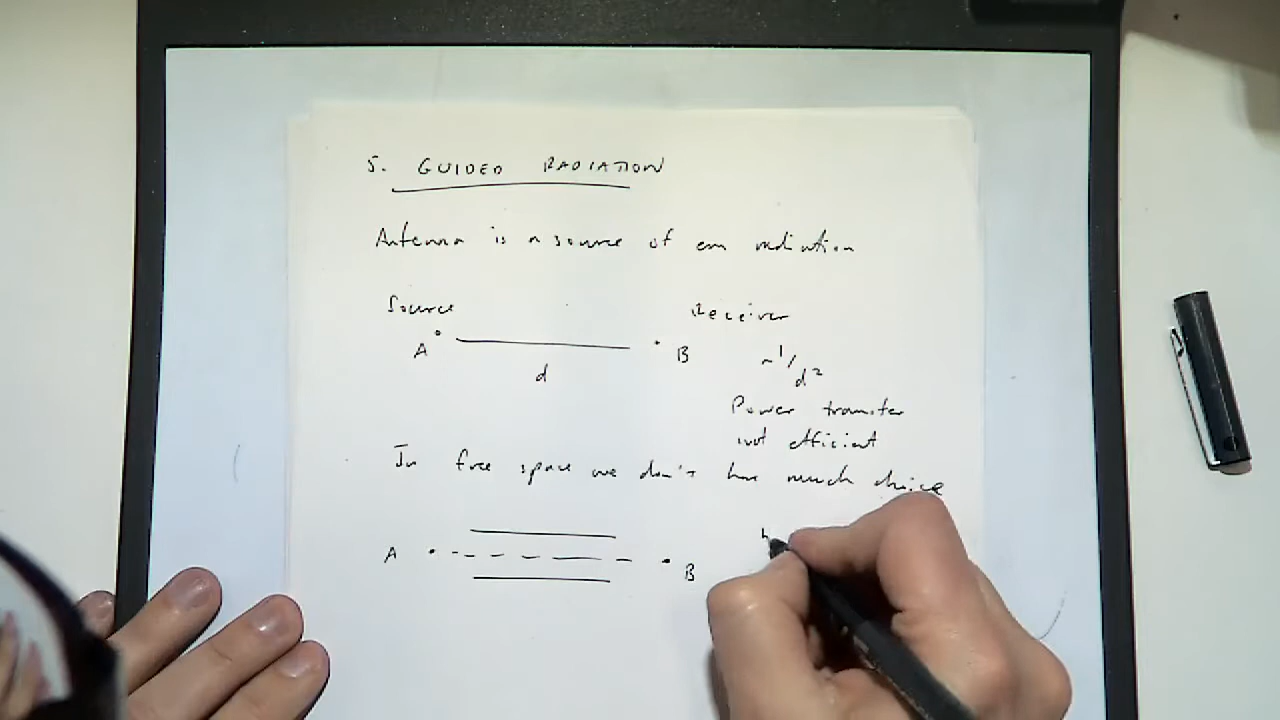 5. GUIDED RADIATION
Antenna is a source of em radiation
Source Receiver
A B ~1/d²
d
Power transfer
not efficient
In free space we don't have much choice
A B